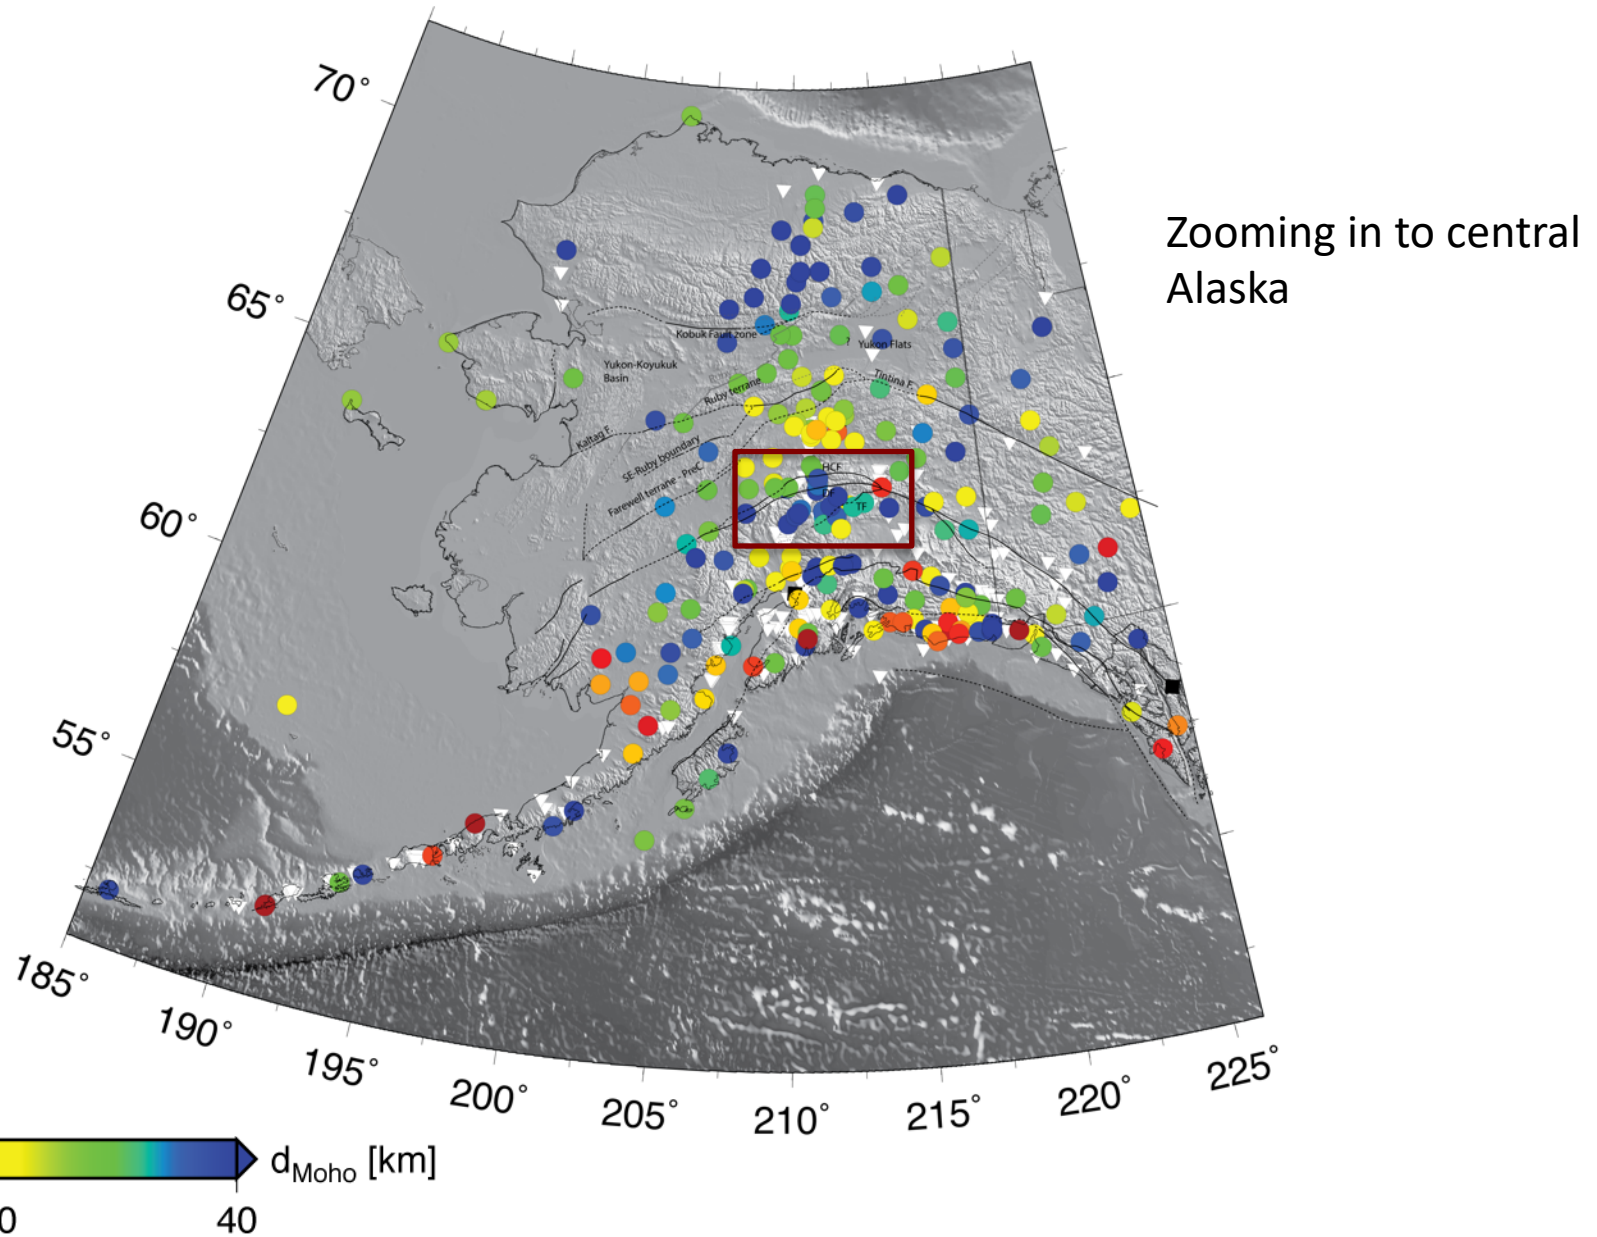 70°
65°
60°
55°
185°
190°
195°
200°
205°
210°
215°
220°
225°
Zooming in to central
Alaska
Kobuk Fault zone
?
Yukon Flats
Yukon-Koyukuk
Basin
Ruby terrane
Tintina F.
Kaltag F.
SE-Ruby boundary
Farewell terrane - PreC
HCF
DF
TF
dMoho [km]
0
40